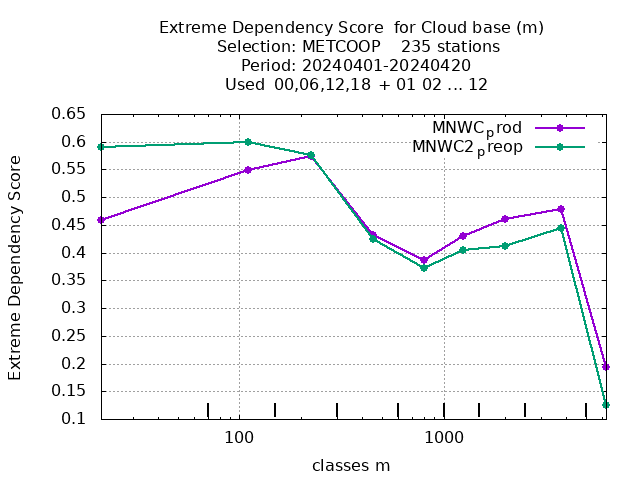 Extreme Dependency Score  for Cloud base (m)
Selection: METCOOP    235 stations
Period: 20240401-20240420
Used  00,06,12,18 + 01 02 ... 12
MNWC_prod
MNWC2_preop
Extreme Dependency Score
0.65
0.6
0.55
0.5
0.45
0.4
0.35
0.3
0.25
0.2
0.15
0.1
100
1000
classes m